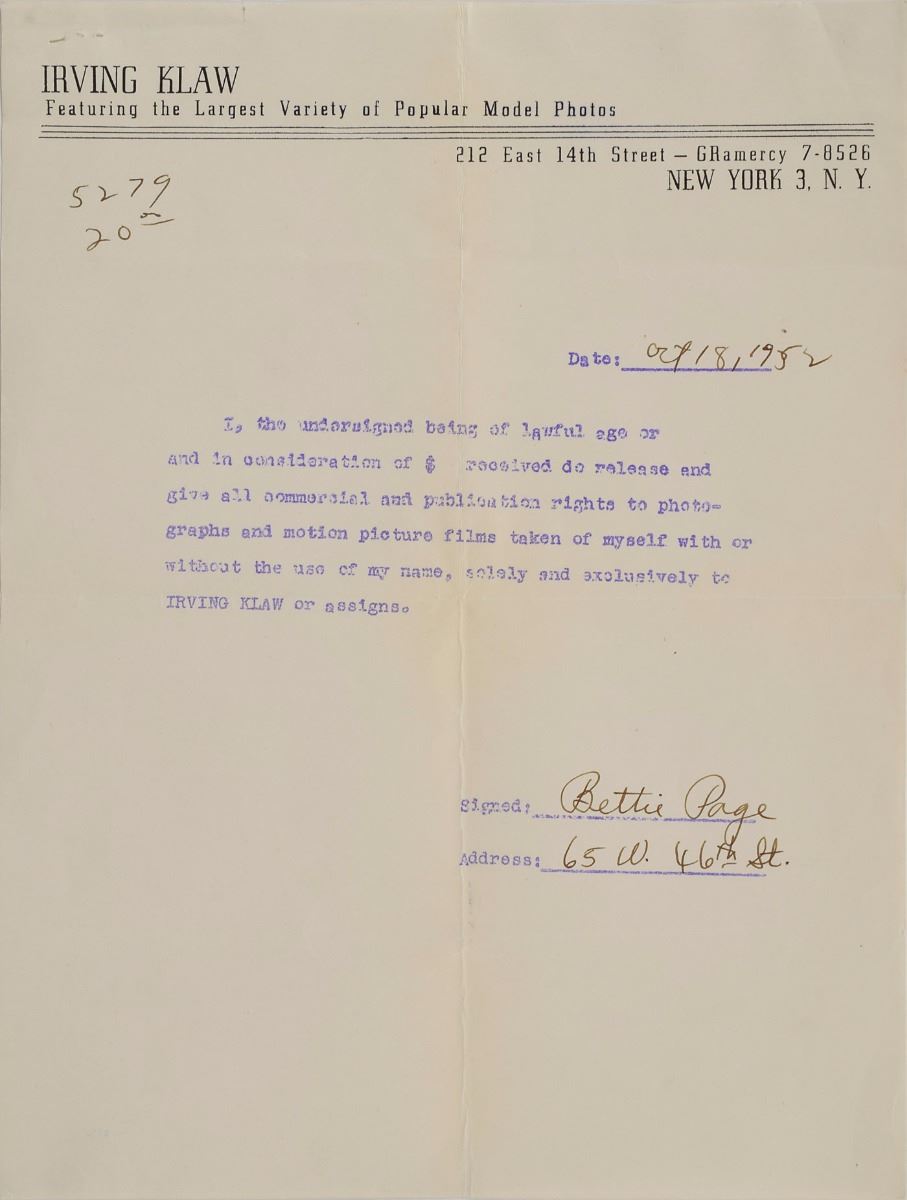 IRVING KLAW
Featuring the Largest Variety of Popular Model Photos
212 East 14th Street — GRamercy 7-8526
NEW YORK 3, N. Y.
5279
20
Date: Oct 18, 1952
I, the undersigned being of lawful age or
and in consideration of $ received do release and
give all commercial and publication rights to photo-
graphs and motion picture films taken of myself with or
without the use of my name, solely and exclusively to
IRVING KLAW or assigns.
Signed: Bettie Page
Address: 65 W. 46th St.